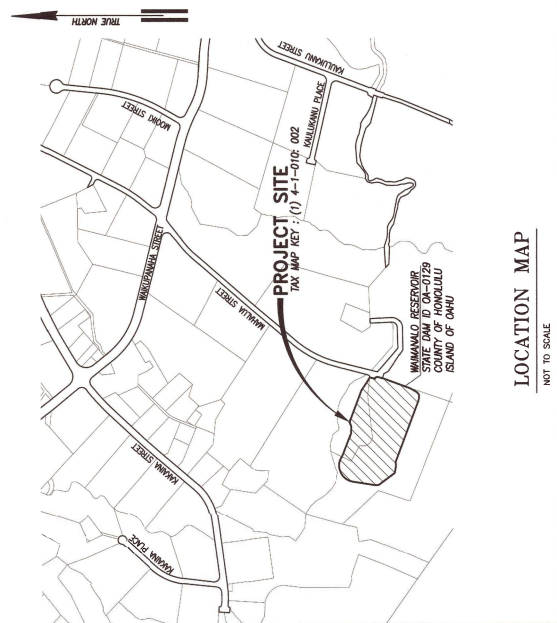 TRUE NORTH
MOOIKI STREET
KAULUKANU STREET
KAULUKANU PLACE
WAIKUPANAHA STREET
MAHAILUA STREET
PROJECT SITE
TAX MAP KEY : (1) 4-1-010: 002
KAKAINA STREET
KAKAINA PLACE
WAIMANALO RESERVOIR
STATE DAM ID OA-0129
COUNTY OF HONOLULU
ISLAND OF OAHU
LOCATION MAP
NOT TO SCALE